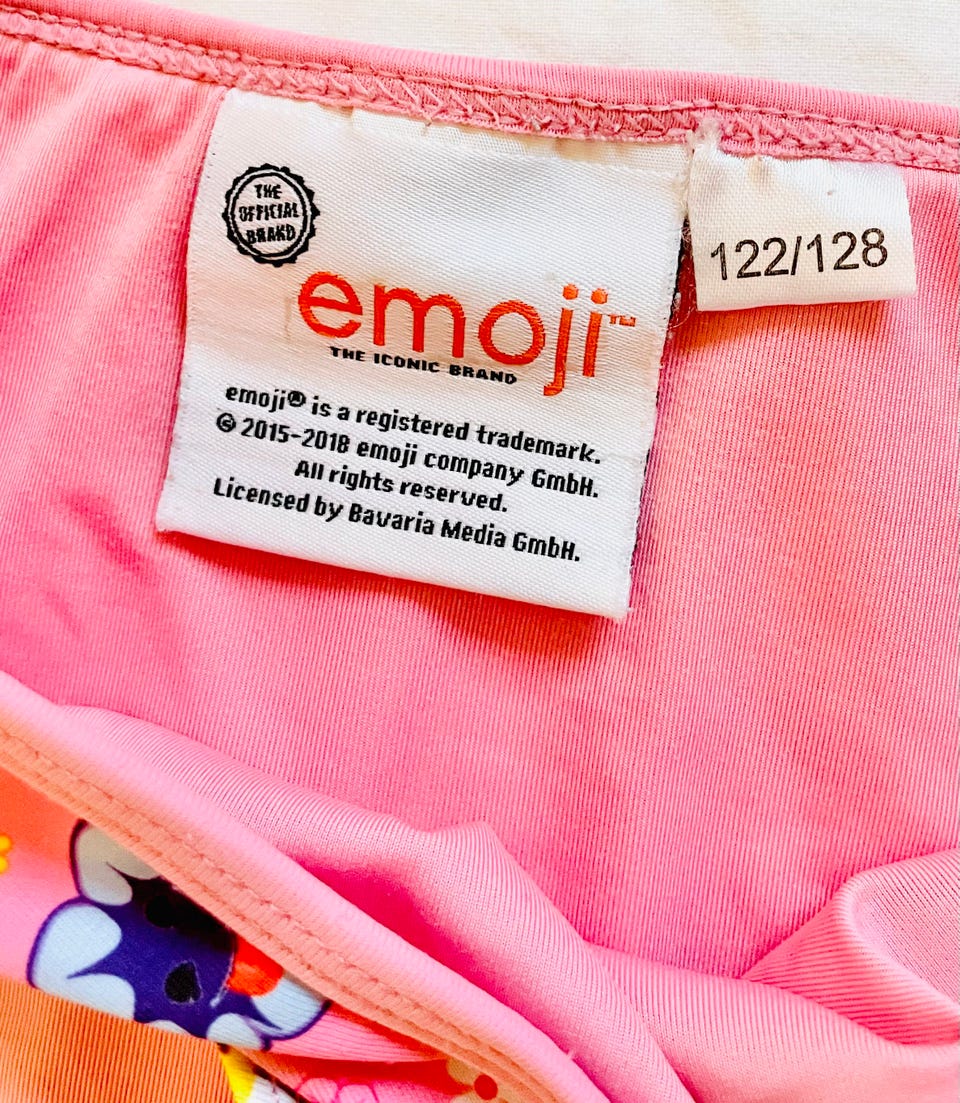 THE
OFFICIAL
BRAND
emoji™
THE ICONIC BRAND
emoji® is a registered trademark.
© 2015-2018 emoji company GmbH.
All rights reserved.
Licensed by Bavaria Media GmbH.
122/128